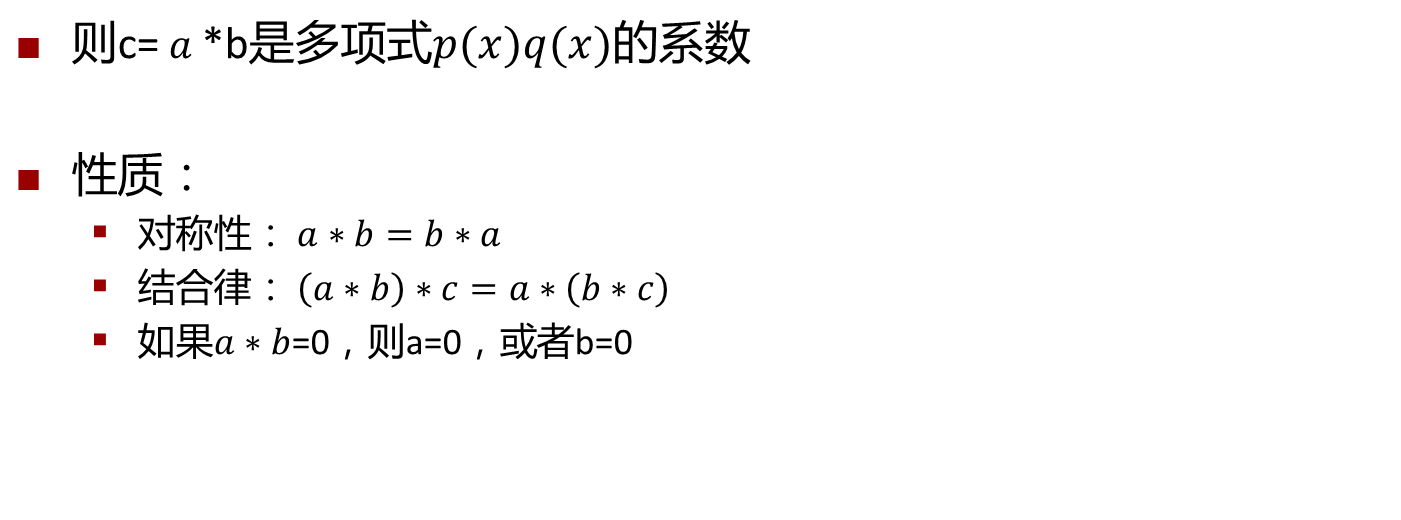 则c= a *b是多项式p(x)q(x)的系数
性质：
对称性： a ∗ b = b ∗ a
结合律： (a ∗ b) ∗ c = a ∗ (b ∗ c)
如果a ∗ b=0，则a=0，或者b=0